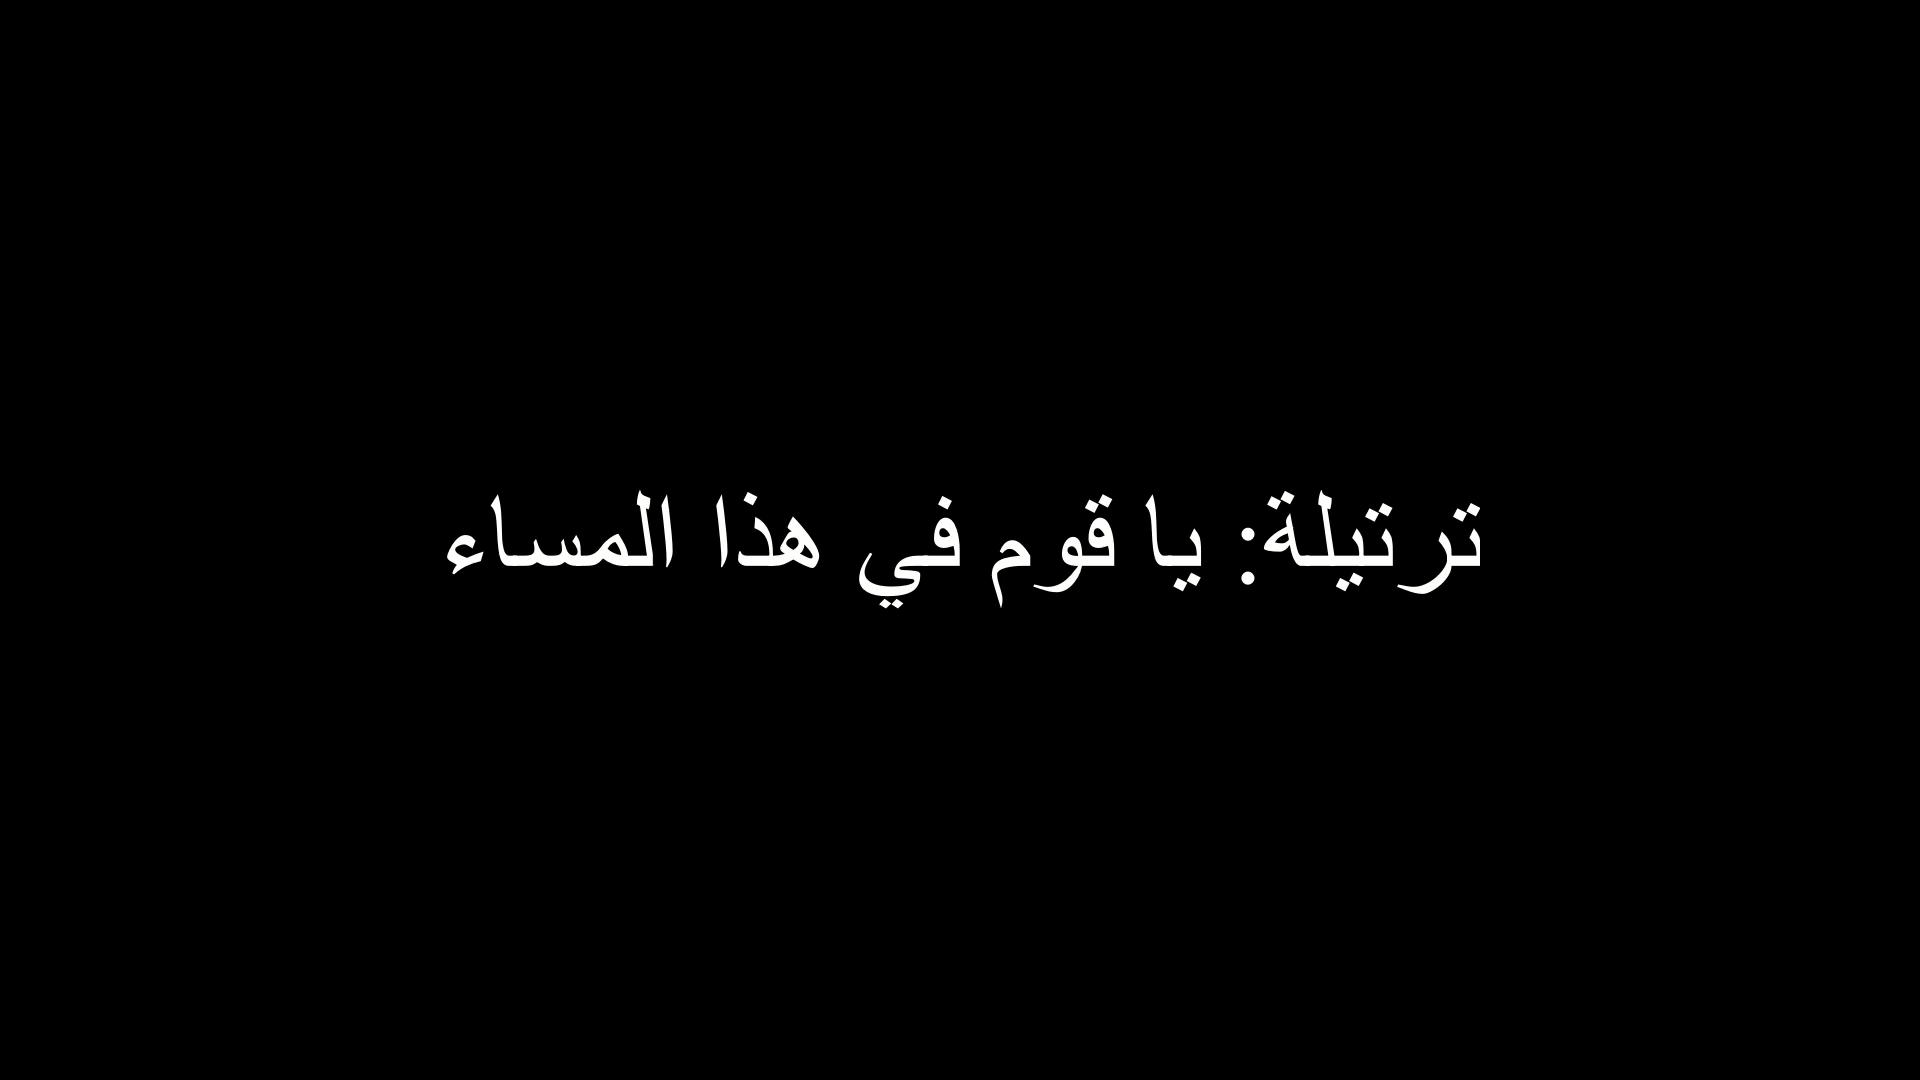 ترتيلة: يا قوم في هذا المساء